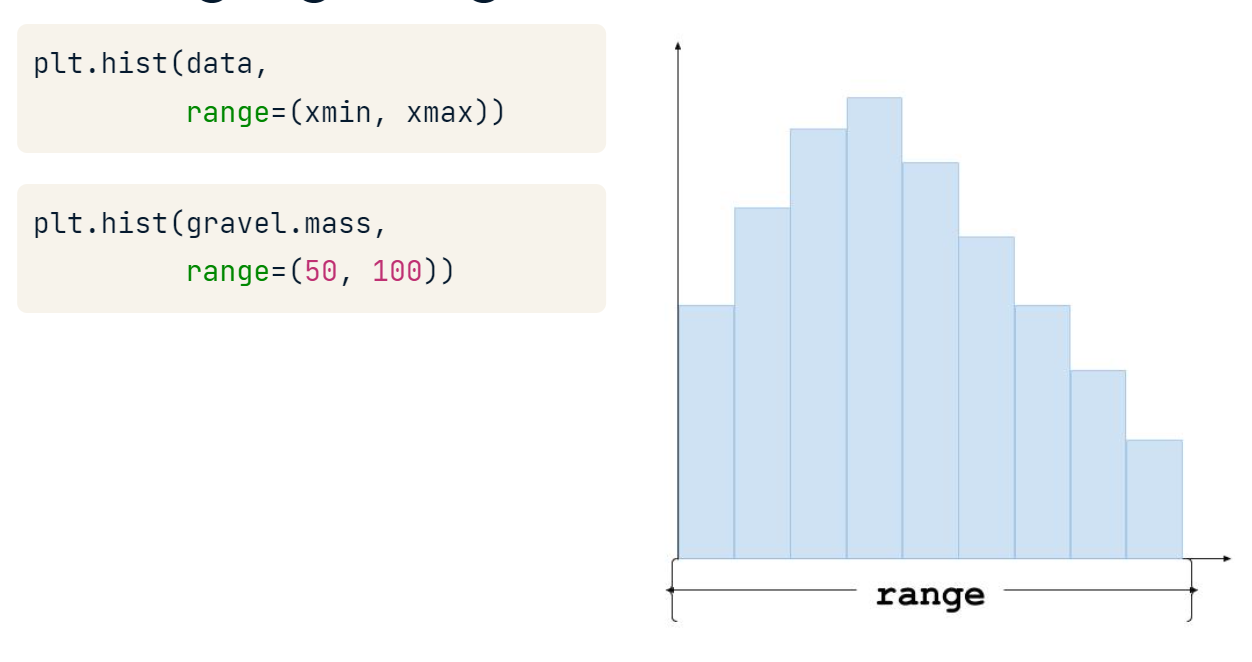 plt.hist(data,
range=(xmin, xmax))
plt.hist(gravel.mass,
range=(50, 100))
range